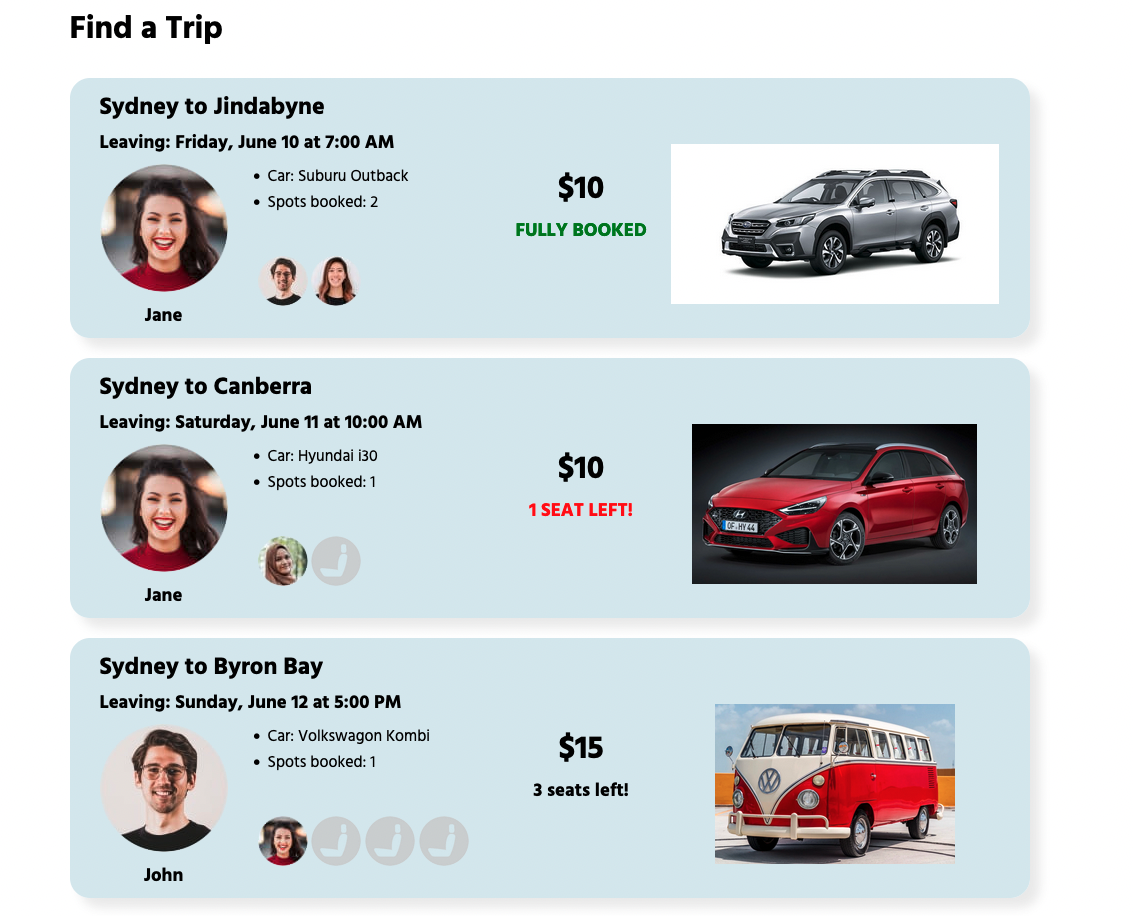 Find a Trip
Sydney to Jindabyne
Leaving: Friday, June 10 at 7:00 AM
Car: Suburu Outback
Spots booked: 2
$10
FULLY BOOKED
Jane
Sydney to Canberra
Leaving: Saturday, June 11 at 10:00 AM
Car: Hyundai i30
Spots booked: 1
$10
1 SEAT LEFT!
OF·HY 44
Jane
Sydney to Byron Bay
Leaving: Sunday, June 12 at 5:00 PM
Car: Volkswagon Kombi
Spots booked: 1
$15
3 seats left!
John